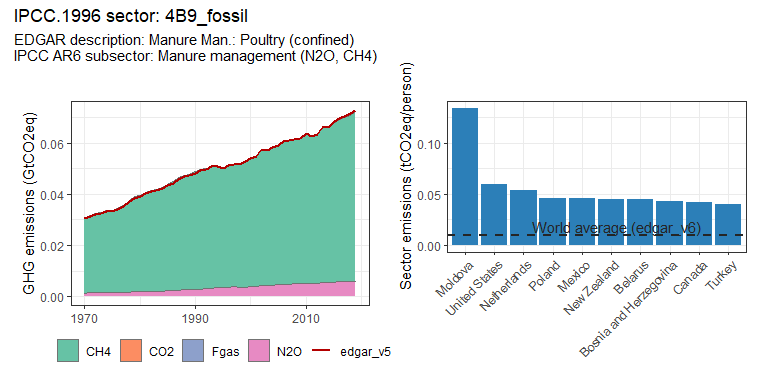 IPCC.1996 sector: 4B9_fossil
EDGAR description: Manure Man.: Poultry (confined)
IPCC AR6 subsector: Manure management (N2O, CH4)
GHG emissions (GtCO2eq)
0.06
0.04
0.02
0.00
1970
1990
2010
CH4
CO2
Fgas
N2O
edgar_v5
Sector emissions (tCO2eq/person)
0.10
0.05
0.00
World average (edgar_v6)
Moldova
United States
Netherlands
Poland
Mexico
New Zealand
Belarus
Bosnia and Herzegovina
Canada
Turkey